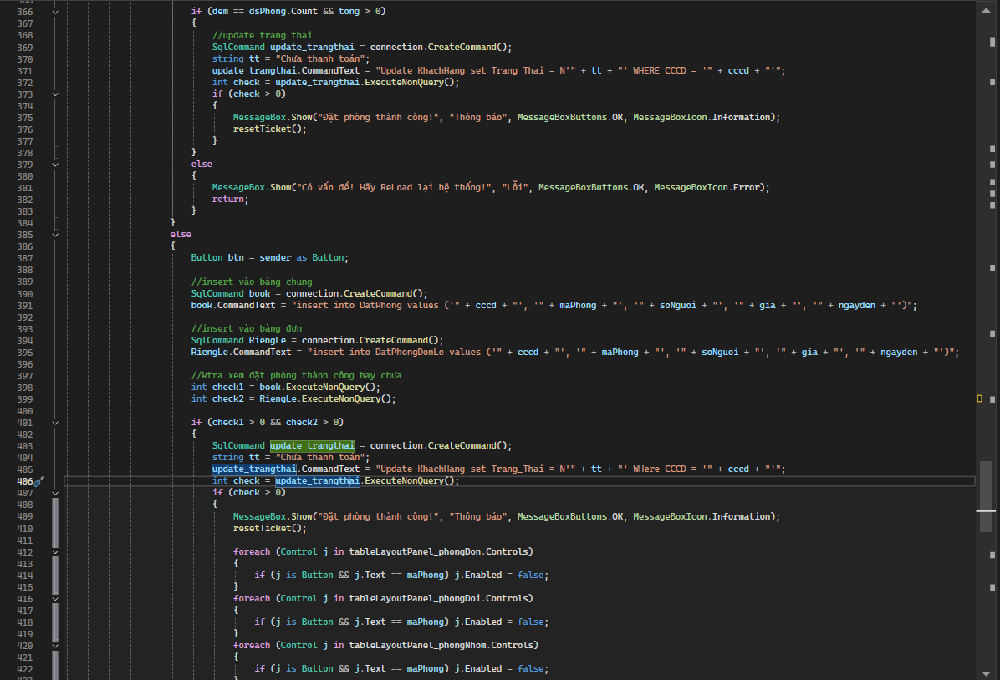 366 if (dem == dsPhong.Count && tong > 0)
367 {
368 //update trang thai
369 SqlCommand update_trangthai = connection.CreateCommand();
370 string tt = "Chưa thanh toán";
371 update_trangthai.CommandText = "Update KhachHang set Trang_Thai = N'" + tt + "' WHERE CCCD = '" + cccd + "'";
372 int check = update_trangthai.ExecuteNonQuery();
373 if (check > 0)
374 {
375 MessageBox.Show("Đặt phòng thành công!", "Thông báo", MessageBoxButtons.OK, MessageBoxIcon.Information);
376 resetTicket();
377 }
378 }
379 else
380 {
381 MessageBox.Show("Có vấn đề! Hãy ReLoad lại hệ thống!", "Lỗi", MessageBoxButtons.OK, MessageBoxIcon.Error);
382 return;
383 }
384 }
385 else
386 {
387 Button btn = sender as Button;
388
389 //insert vào bảng chung
390 SqlCommand book = connection.CreateCommand();
391 book.CommandText = "insert into DatPhong values ('" + cccd + "', '" + maPhong + "', '" + soNguoi + "', '" + gia + "', '" + ngayden + "')";
392
393 //insert vào bảng đơn
394 SqlCommand RiengLe = connection.CreateCommand();
395 RiengLe.CommandText = "insert into DatPhongDonLe values ('" + cccd + "', '" + maPhong + "', '" + soNguoi + "', '" + gia + "', '" + ngayden + "')";
396
397 //ktra xem đặt phòng thành công hay chưa
398 int check1 = book.ExecuteNonQuery();
399 int check2 = RiengLe.ExecuteNonQuery();
400
401 if (check1 > 0 && check2 > 0)
402 {
403 SqlCommand update_trangthai = connection.CreateCommand();
404 string tt = "Chưa thanh toán";
405 update_trangthai.CommandText = "Update KhachHang set Trang_Thai = N'" + tt + "' WHere CCCD = '" + cccd + "'";
406 int check = update_trangthai.ExecuteNonQuery();
407 if (check > 0)
408 {
409 MessageBox.Show("Đặt phòng thành công!", "Thông báo", MessageBoxButtons.OK, MessageBoxIcon.Information);
410 resetTicket();
411
412 foreach (Control j in tableLayoutPanel_phongDon.Controls)
413 {
414 if (j is Button && j.Text == maPhong) j.Enabled = false;
415 }
416 foreach (Control j in tableLayoutPanel_phongDoi.Controls)
417 {
418 if (j is Button && j.Text == maPhong) j.Enabled = false;
419 }
420 foreach (Control j in tableLayoutPanel_phongNhom.Controls)
421 {
422 if (j is Button && j.Text == maPhong) j.Enabled = false;